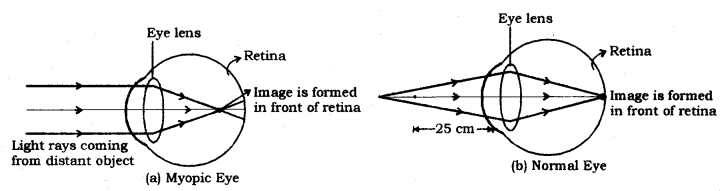 Eye lens
Retina
Image is formed
in front of retina
Light rays coming
from distant object
(a) Myopic Eye
Eye lens
Retina
Image is formed
in front of retina
25 cm
(b) Normal Eye